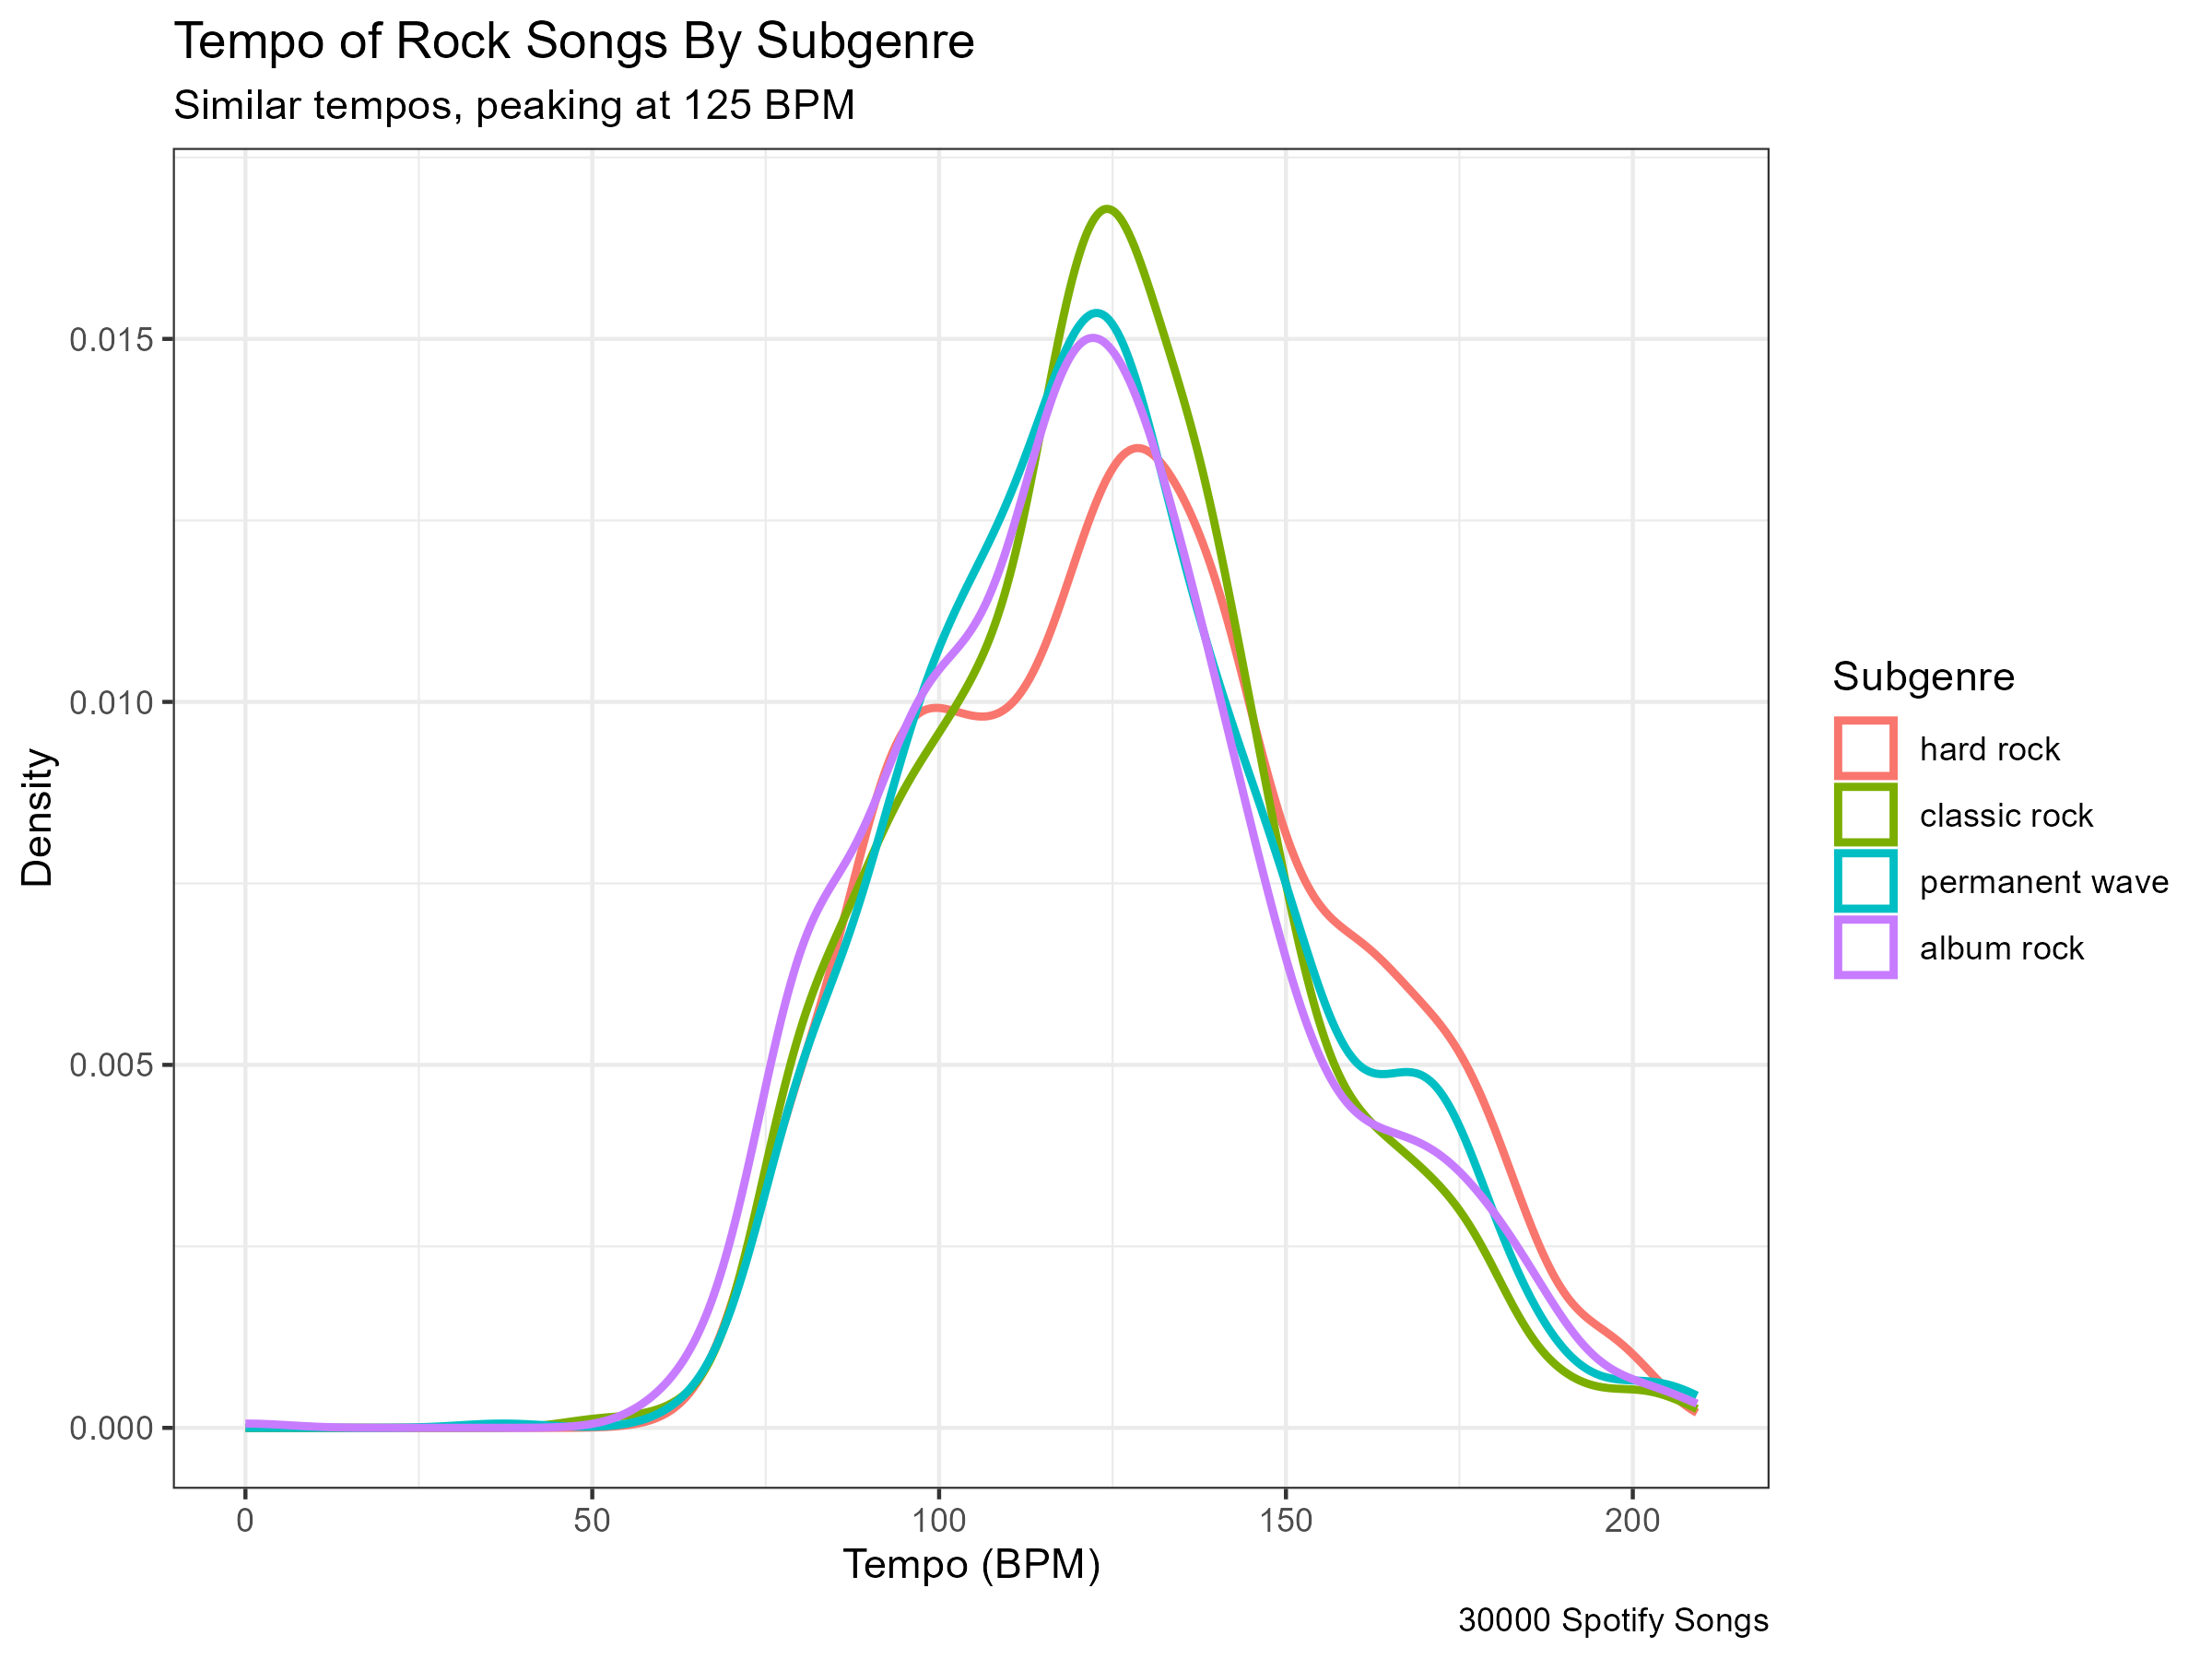 Tempo of Rock Songs By Subgenre
Similar tempos, peaking at 125 BPM
0.015
0.010
0.005
0.000
Density
0
50
100
150
200
Tempo (BPM)
Subgenre
hard rock
classic rock
permanent wave
album rock
30000 Spotify Songs